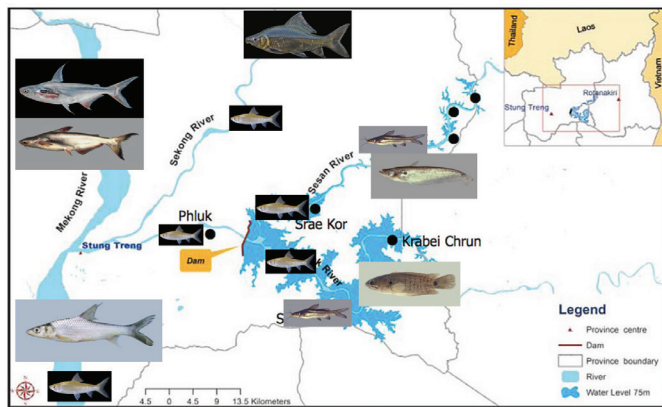 Thailand
Laos
Vietnam
Rotanakiri
Stung Treng
Sekong River
Mekong River
Sesan River
Phluk
Srae Kor
Stung Treng
Dam
Krabei Chrun
River
S
Legend
Province centre
Dam
Province boundary
River
Water Level 75m
4.5 0 4.5 9 13.5 Kilometers